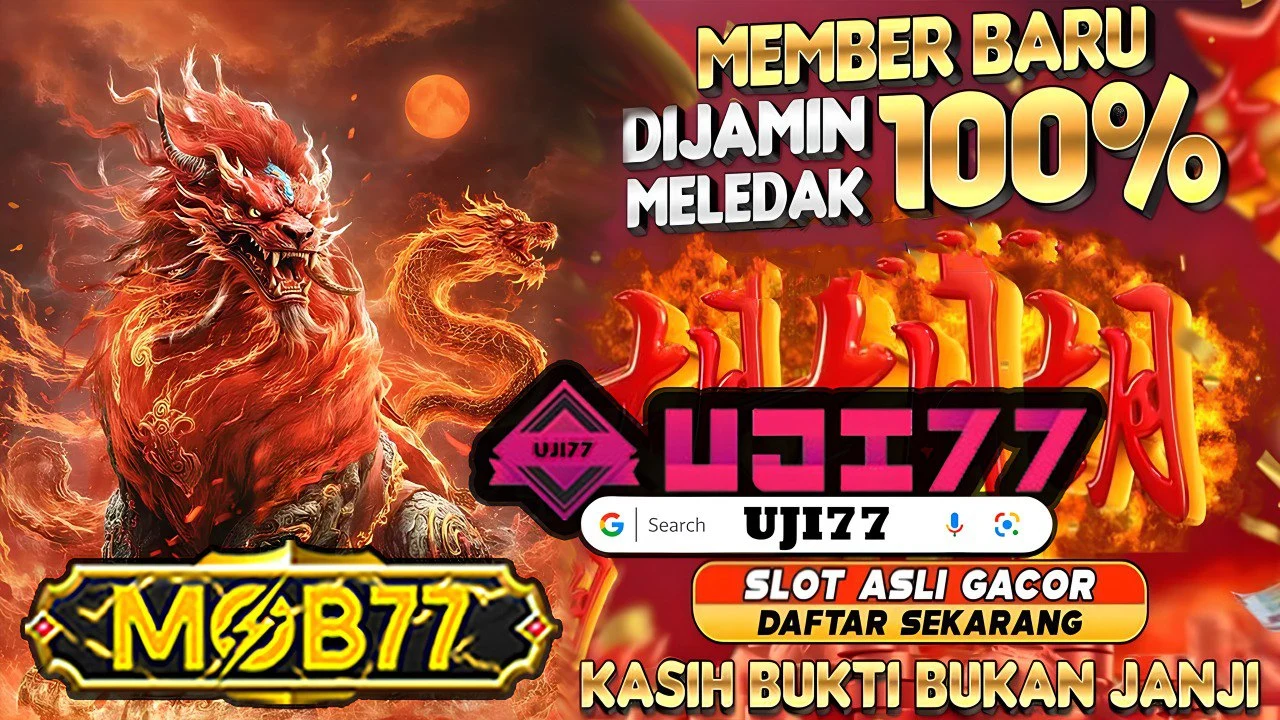 MEMBER BARU
DIJAMIN 100%
MELEDAK
UJI77
UJI77
Search UJI77
MOB77
SLOT ASLI GACOR
DAFTAR SEKARANG
KASIH BUKTI BUKAN JANJI